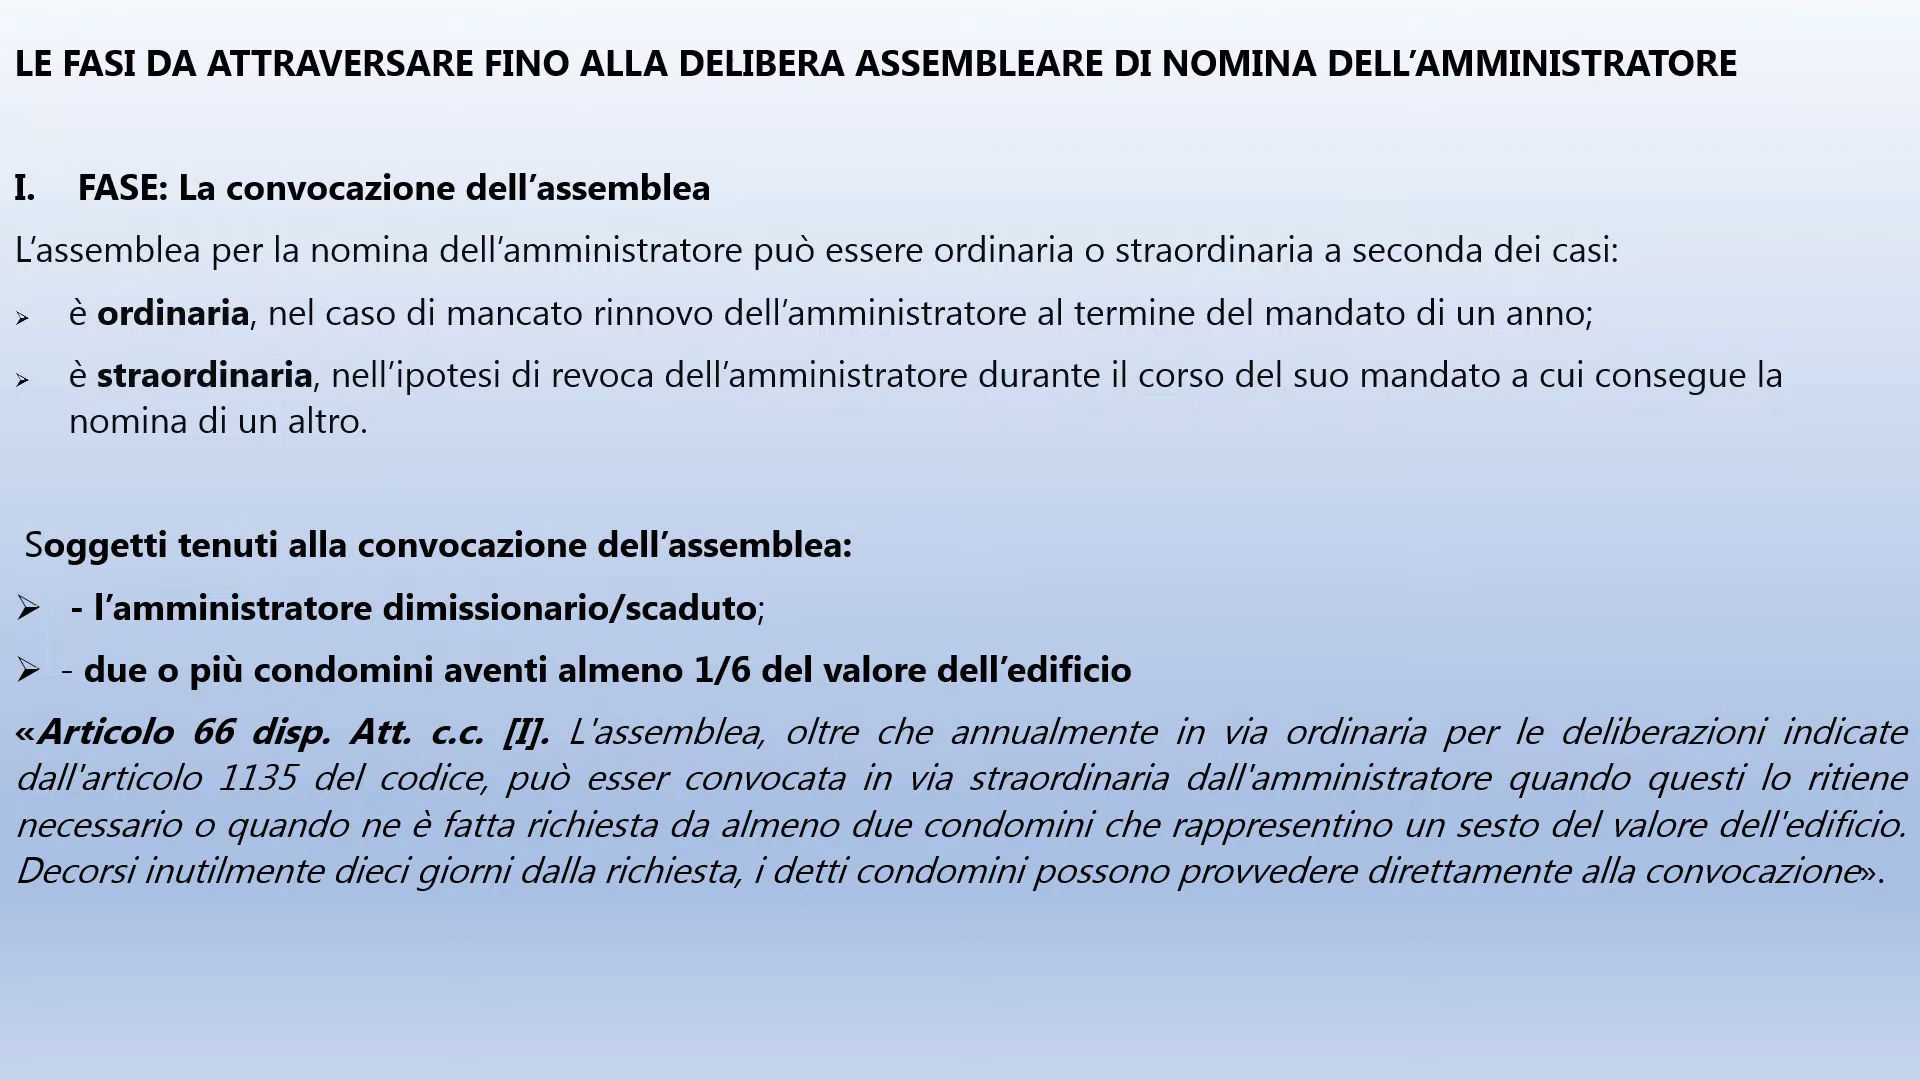 LE FASI DA ATTRAVERSARE FINO ALLA DELIBERA ASSEMBLEARE DI NOMINA DELL’AMMINISTRATORE
I. FASE: La convocazione dell’assemblea
L’assemblea per la nomina dell’amministratore può essere ordinaria o straordinaria a seconda dei casi:
➢ è ordinaria, nel caso di mancato rinnovo dell’amministratore al termine del mandato di un anno;
➢ è straordinaria, nell’ipotesi di revoca dell’amministratore durante il corso del suo mandato a cui consegue la
nomina di un altro.
Soggetti tenuti alla convocazione dell’assemblea:
➢ - l’amministratore dimissionario/scaduto;
➢ - due o più condomini aventi almeno 1/6 del valore dell’edificio
«Articolo 66 disp. Att. c.c. [I]. L'assemblea, oltre che annualmente in via ordinaria per le deliberazioni indicate
dall'articolo 1135 del codice, può esser convocata in via straordinaria dall'amministratore quando questi lo ritiene
necessario o quando ne è fatta richiesta da almeno due condomini che rappresentino un sesto del valore dell'edificio.
Decorsi inutilmente dieci giorni dalla richiesta, i detti condomini possono provvedere direttamente alla convocazione».